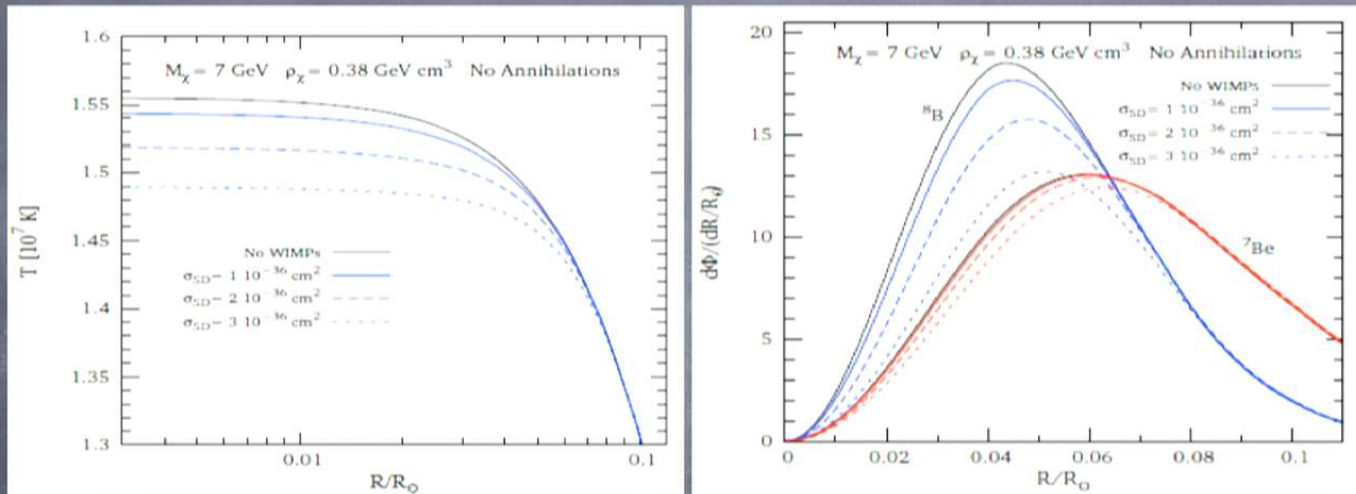 1.6
1.55
1.5
1.45
1.4
1.35
1.3
T [10⁷ K]
Mχ = 7 GeV ρχ = 0.38 GeV cm³ No Annihilations
No WIMPs
σSD= 1 10⁻³⁶ cm²
σSD= 2 10⁻³⁶ cm²
σSD= 3 10⁻³⁶ cm²
0.01 0.1
R/R⊙
20
15
10
5
0
dΦ/(dR/R⊙)
Mχ = 7 GeV ρχ = 0.38 GeV cm³ No Annihilations
No WIMPs
σSD= 1 10⁻³⁶ cm²
σSD= 2 10⁻³⁶ cm²
σSD= 3 10⁻³⁶ cm²
⁸B
⁷Be
0 0.02 0.04 0.06 0.08 0.1
R/R⊙